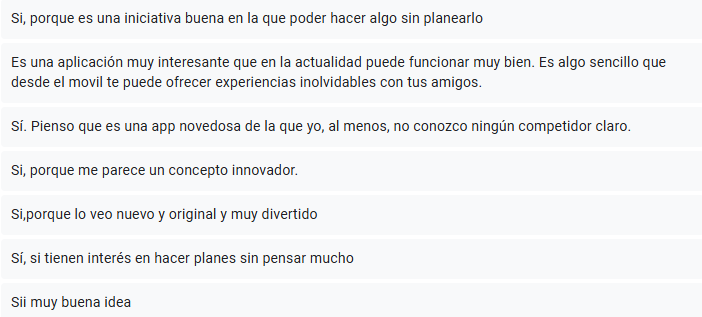 Si, porque es una iniciativa buena en la que poder hacer algo sin planearlo
Es una aplicación muy interesante que en la actualidad puede funcionar muy bien. Es algo sencillo que
desde el movil te puede ofrecer experiencias inolvidables con tus amigos.
Sí. Pienso que es una app novedosa de la que yo, al menos, no conozco ningún competidor claro.
Si, porque me parece un concepto innovador.
Si,porque lo veo nuevo y original y muy divertido
Sí, si tienen interés en hacer planes sin pensar mucho
Sii muy buena idea